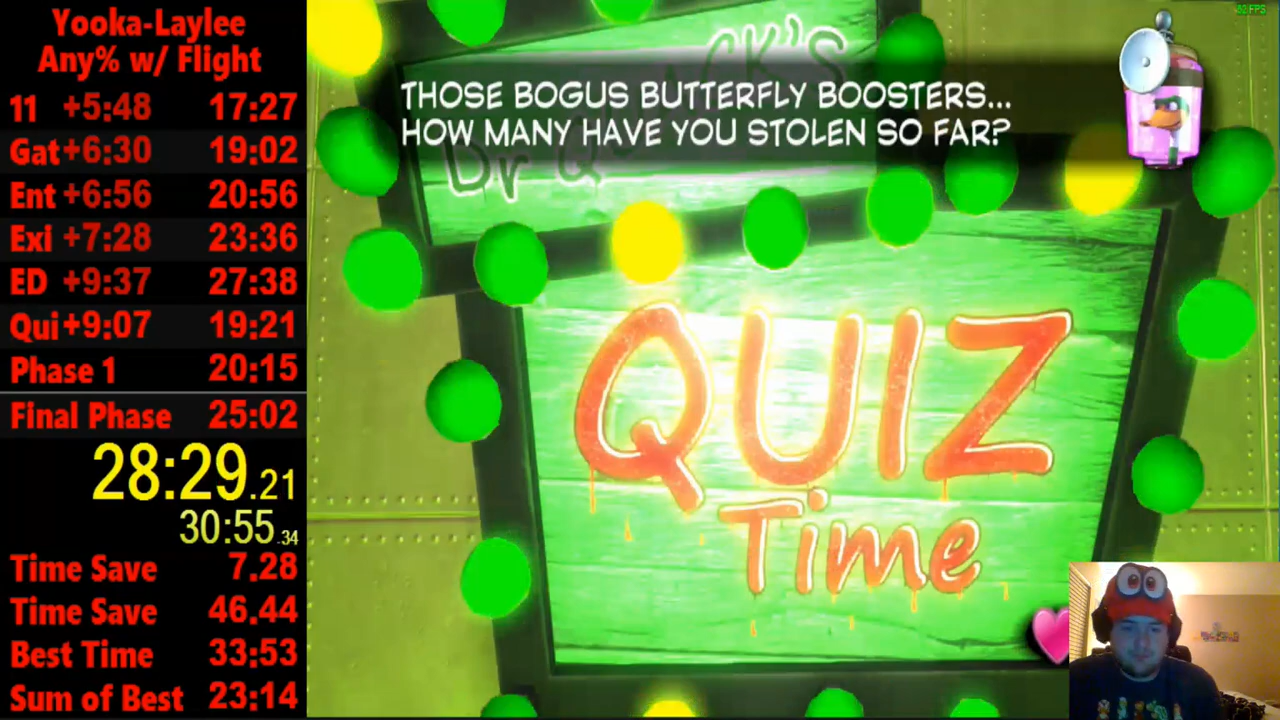 Yooka-Laylee
Any% w/ Flight
11 +5:48 17:27
Gat +6:30 19:02
Ent +6:56 20:56
Exi +7:28 23:36
ED +9:37 27:38
Qui +9:07 19:21
Phase 1 20:15
Final Phase 25:02
28:29.21
30:55.34
Time Save 7.28
Time Save 46.44
Best Time 33:53
Sum of Best 23:14
32 FPS
THOSE BOGUS BUTTERFLY BOOSTERS...
HOW MANY HAVE YOU STOLEN SO FAR?
QUIZ
Time